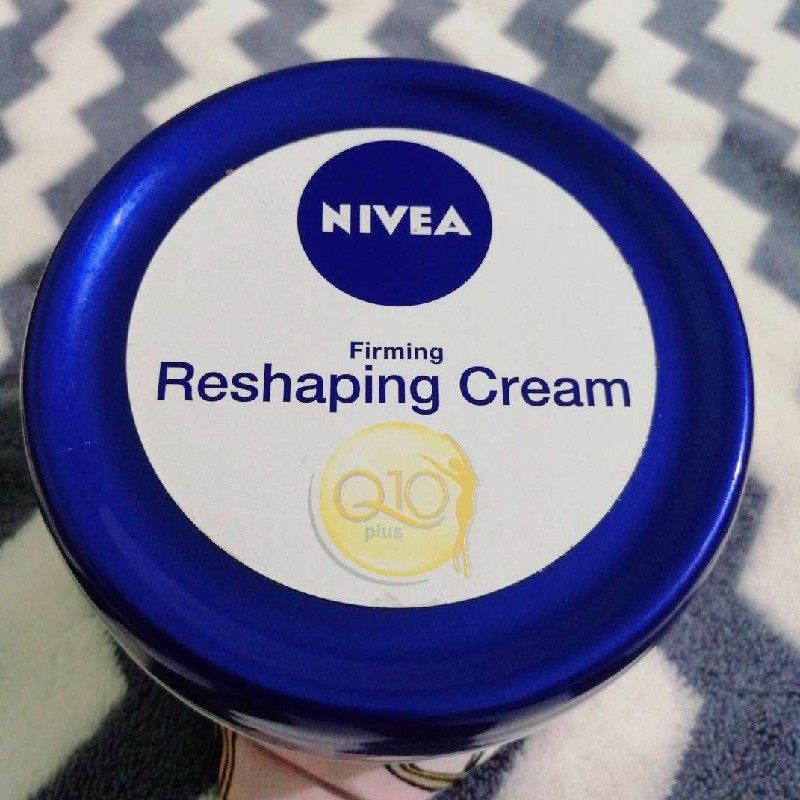 NIVEA
Firming
Reshaping Cream
Q10
plus